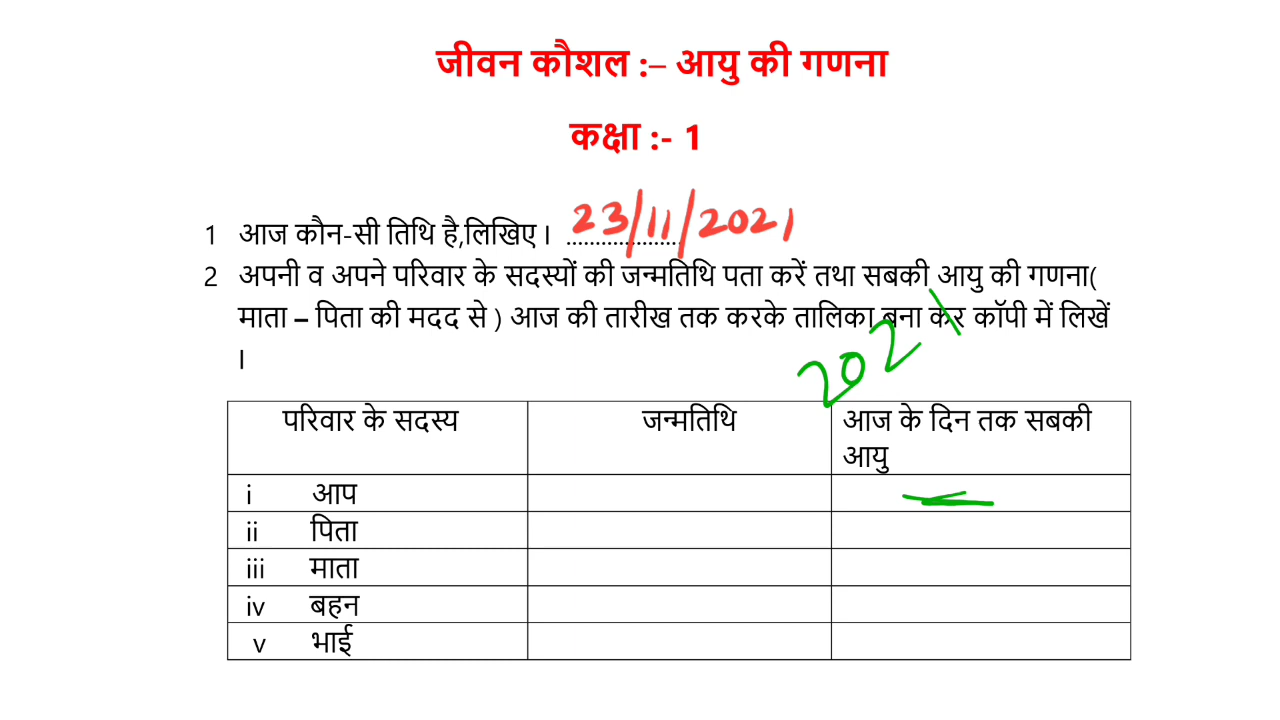 जीवन कौशल :– आयु की गणना
कक्षा :- 1
1 आज कौन-सी तिथि है,लिखिए I .................... 23/11/2021
2 अपनी व अपने परिवार के सदस्यों की जन्मतिथि पता करें तथा सबकी आयु की गणना(
माता – पिता की मदद से ) आज की तारीख तक करके तालिका बना कर कॉपी में लिखें
I
2021
परिवार के सदस्य जन्मतिथि आज के दिन तक सबकी
आयु
i आप
ii पिता
iii माता
iv बहन
v भाई